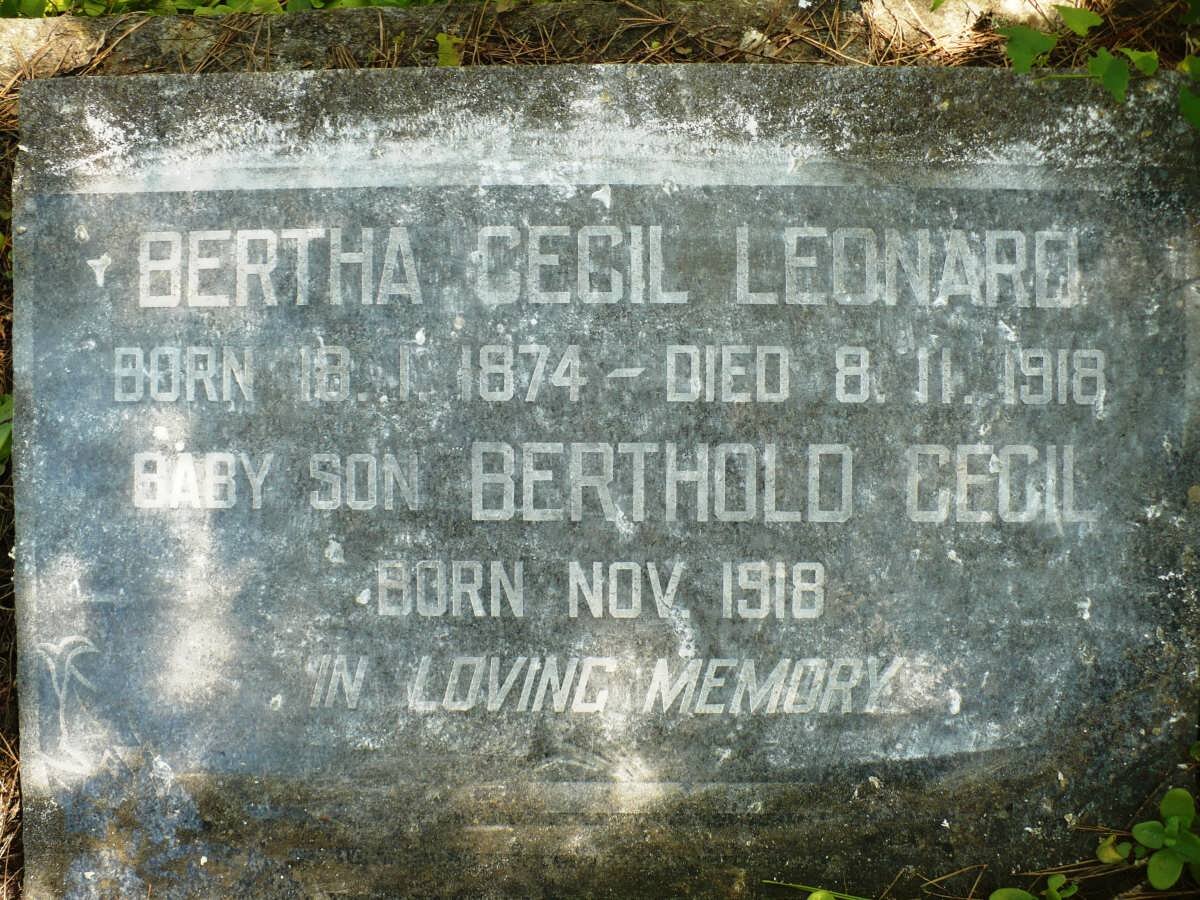 BERTHA CECIL LEONARD
BORN 18. 1. 1874 – DIED 8. 11. 1918
BABY SON BERTHOLD CECIL
BORN NOV 1918
IN LOVING MEMORY